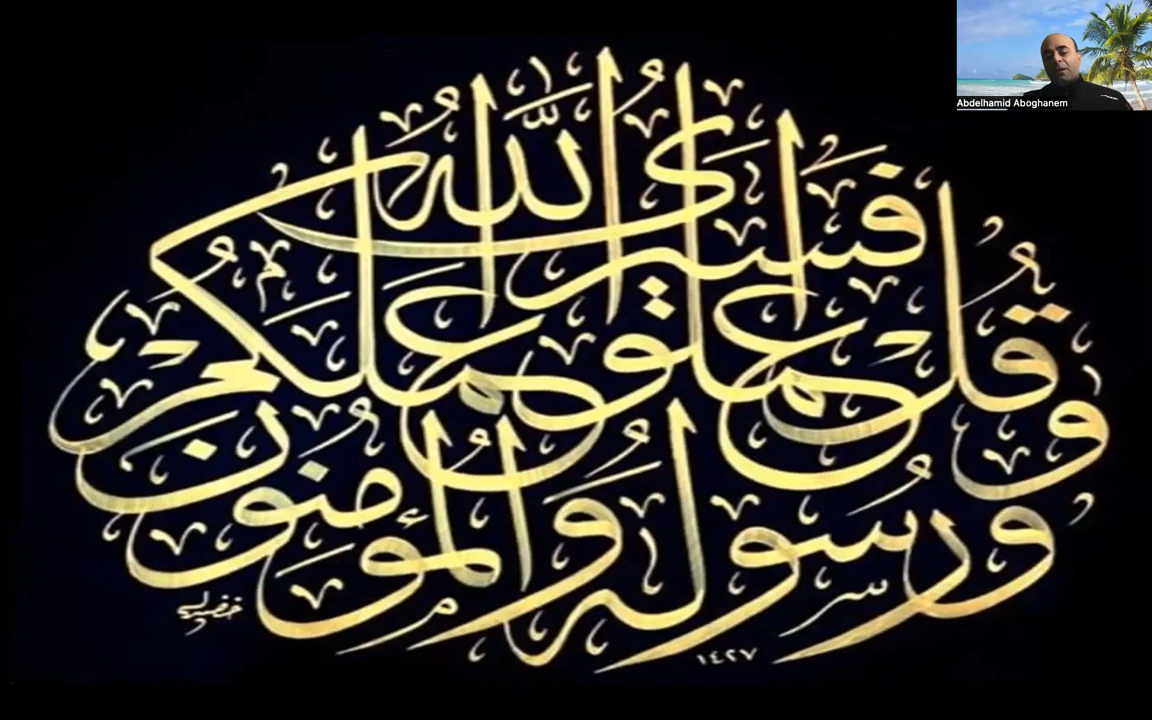 Abdelhamid Aboghanem
وقل اعملوا فسيرى الله عملكم
ورسوله والمؤمنون
١٤٢٧